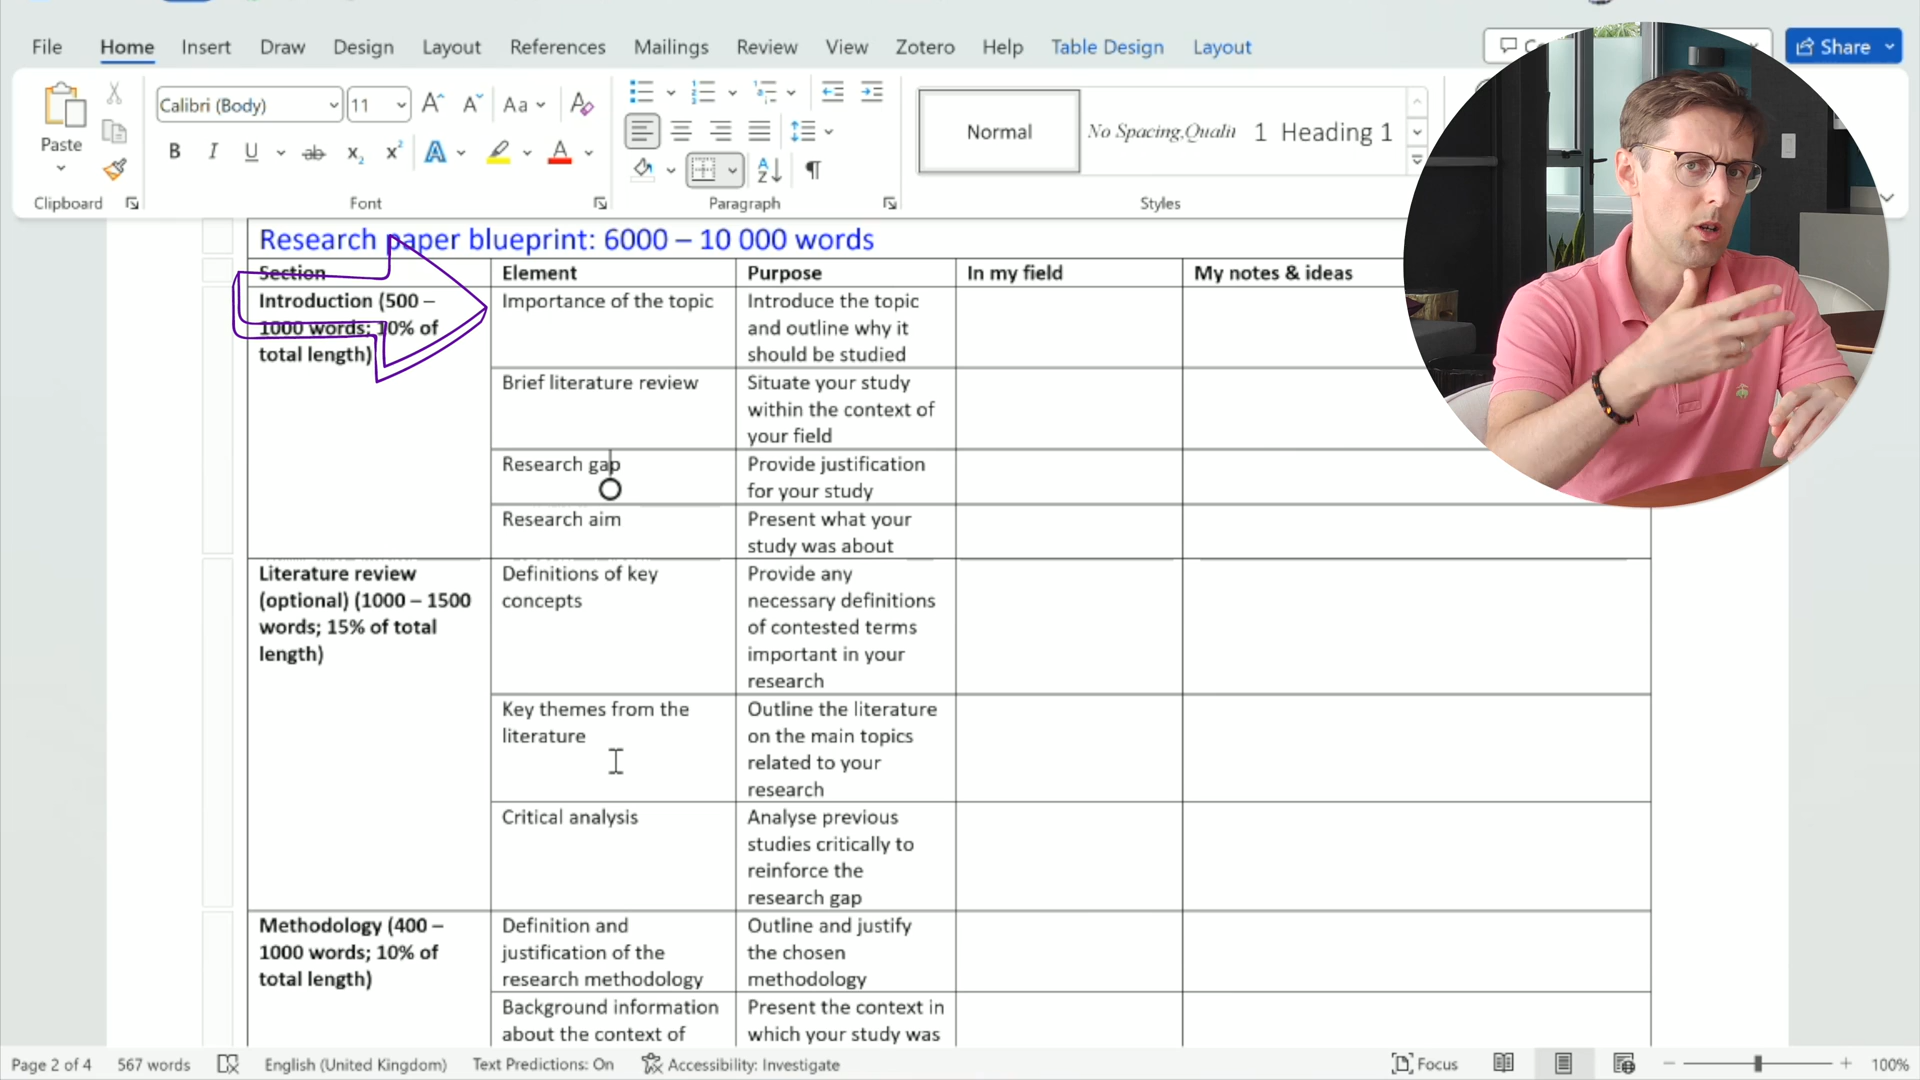 File Home Insert Draw Design Layout References Mailings Review View Zotero Help Table Design Layout Share
Paste
Calibri (Body) 11 A A Aa
B I U ab x2 x2 A A
Normal No Spacing,Qualit 1 Heading 1
Clipboard Font Paragraph Styles
Research paper blueprint: 6000 – 10 000 words
Section Element Purpose In my field My notes & ideas
Introduction (500 –
1000 words; 10% of
total length)
Importance of the topic
Introduce the topic
and outline why it
should be studied
Brief literature review
Situate your study
within the context of
your field
Research gap
Provide justification
for your study
Research aim
Present what your
study was about
Literature review
(optional) (1000 – 1500
words; 15% of total
length)
Definitions of key
concepts
Provide any
necessary definitions
of contested terms
important in your
research
Key themes from the
literature
Outline the literature
on the main topics
related to your
research
Critical analysis
Analyse previous
studies critically to
reinforce the
research gap
Methodology (400 –
1000 words; 10% of
total length)
Definition and
justification of the
research methodology
Outline and justify
the chosen
methodology
Background information
about the context of
Present the context in
which your study was
Page 2 of 4 567 words English (United Kingdom) Text Predictions: On Accessibility: Investigate Focus 100%